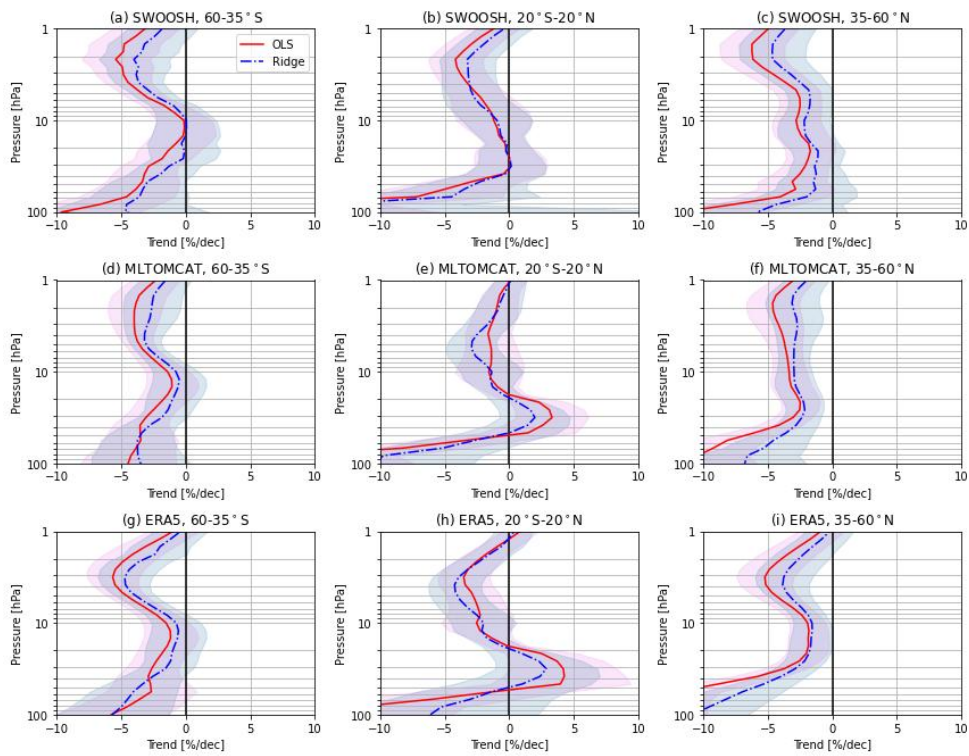 (a) SWOOSH, 60-35°S
(b) SWOOSH, 20°S-20°N
(c) SWOOSH, 35-60°N
OLS
Ridge
1
10
100
Pressure [hPa]
−10 −5 0 5 10
Trend [%/dec]
1
10
100
Pressure [hPa]
−10 −5 0 5 10
Trend [%/dec]
1
10
100
Pressure [hPa]
−10 −5 0 5 10
Trend [%/dec]
(d) MLTOMCAT, 60-35°S
(e) MLTOMCAT, 20°S-20°N
(f) MLTOMCAT, 35-60°N
1
10
100
Pressure [hPa]
−10 −5 0 5 10
Trend [%/dec]
1
10
100
Pressure [hPa]
−10 −5 0 5 10
Trend [%/dec]
1
10
100
Pressure [hPa]
−10 −5 0 5 10
Trend [%/dec]
(g) ERA5, 60-35°S
(h) ERA5, 20°S-20°N
(i) ERA5, 35-60°N
1
10
100
Pressure [hPa]
−10 −5 0 5 10
Trend [%/dec]
1
10
100
Pressure [hPa]
−10 −5 0 5 10
Trend [%/dec]
1
10
100
Pressure [hPa]
−10 −5 0 5 10
Trend [%/dec]